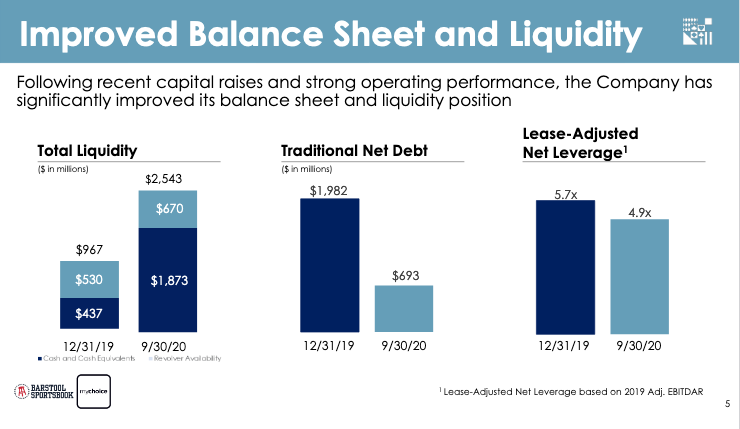 Improved Balance Sheet and Liquidity
Following recent capital raises and strong operating performance, the Company has
significantly improved its balance sheet and liquidity position
Total Liquidity
($ in millions)
$2,543
$670
$967
$530
$1,873
$437
12/31/19 9/30/20
Cash and Cash Equivalents Revolver Availability
Traditional Net Debt
($ in millions)
$1,982
$693
12/31/19 9/30/20
Lease-Adjusted
Net Leverage¹
5.7x
4.9x
12/31/19 9/30/20
BARSTOOL
SPORTSBOOK
mychoice
¹ Lease-Adjusted Net Leverage based on 2019 Adj. EBITDAR
5